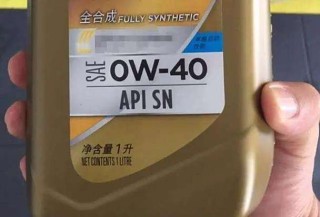 全合成 FULLY SYNTHETIC
SAE 0W-40
API SN
净含量 1 升
NET CONTENTS 1 LITRE